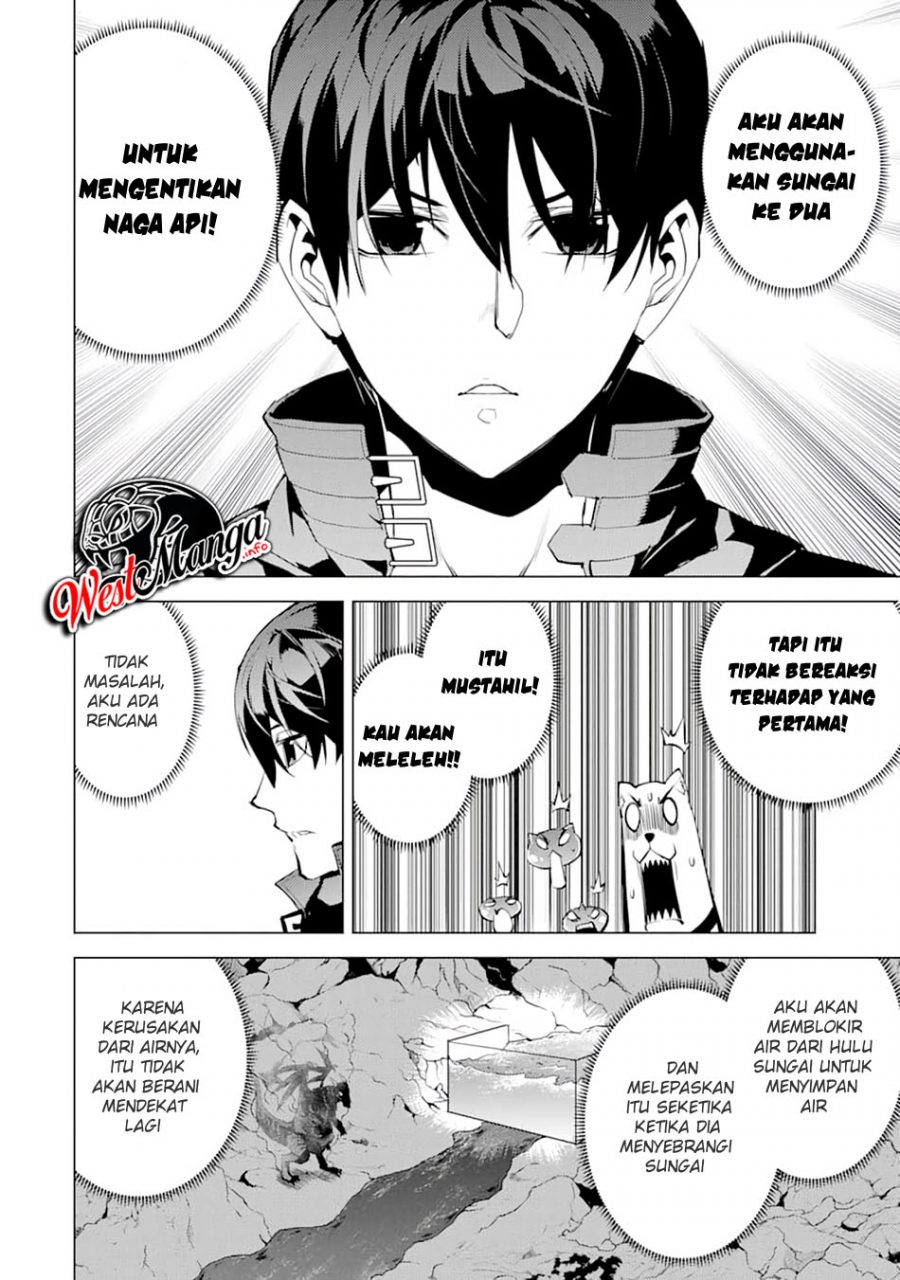 AKU AKAN
MENGGUNA-
KAN SUNGAI
KE DUA
UNTUK
MENGENTIKAN
NAGA API!
WestManga
.info
TAPI ITU
TIDAK BEREAKSI
TERHADAP YANG
PERTAMA!
ITU
MUSTAHIL!
KAU AKAN
MELELEH!!
TIDAK
MASALAH,
AKU ADA
RENCANA
AKU AKAN
MEMBLOKIR
AIR DARI HULU
SUNGAI UNTUK
MENYIMPAN
AIR
DAN
MELEPASKAN
ITU SEKETIKA
KETIKA DIA
MENYEBRANGI
SUNGAI
KARENA
KERUSAKAN
DARI AIRNYA,
ITU TIDAK
AKAN BERANI
MENDEKAT
LAGI